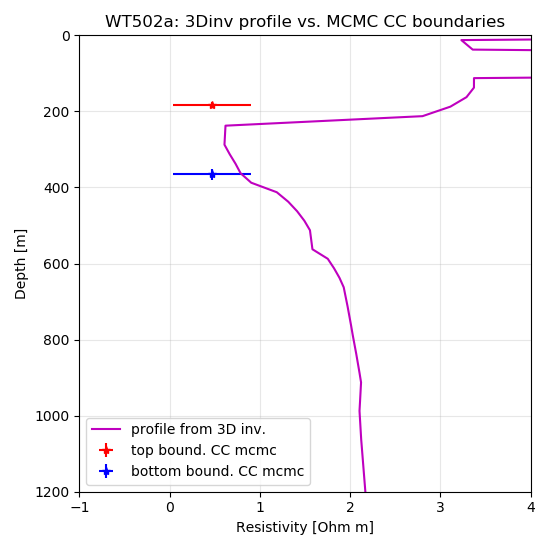 WT502a: 3Dinv profile vs. MCMC CC boundaries
0
200
400
600
800
1000
1200
Depth [m]
profile from 3D inv.
top bound. CC mcmc
bottom bound. CC mcmc
−1
0
1
2
3
4
Resistivity [Ohm m]